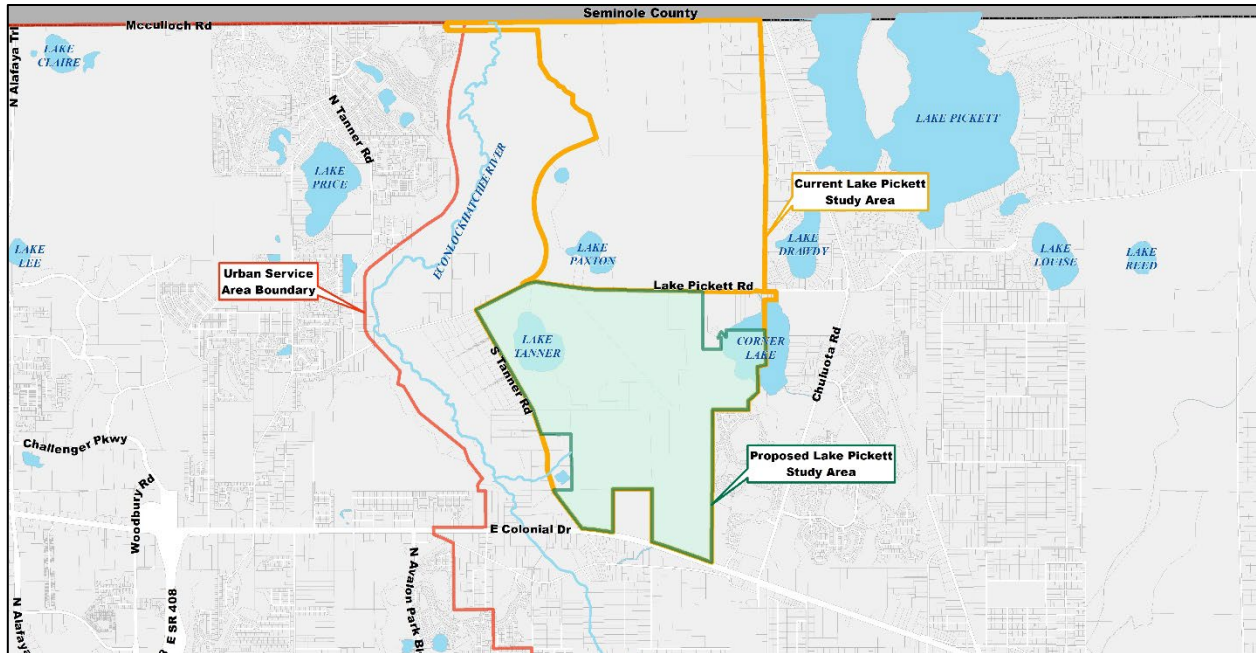 Seminole County
Mcculloch Rd
N Alafaya Trl
LAKE
CLAIRE
N Tanner Rd
LAKE PICKETT
LAKE
PRICE
ECONLOCKHATCHEE RIVER
Current Lake Pickett
Study Area
LAKE
LEE
LAKE
PAXTON
LAKE
DRAWDY
LAKE
LOUISE
LAKE
REED
Urban Service
Area Boundary
Lake Pickett Rd
LAKE
TANNER
CORNER
LAKE
S Tanner Rd
Chuluota Rd
Challenger Pkwy
Woodbury Rd
Proposed Lake Pickett
Study Area
E Colonial Dr
N Avalon Park Bl
E SR 408
N Alafaya